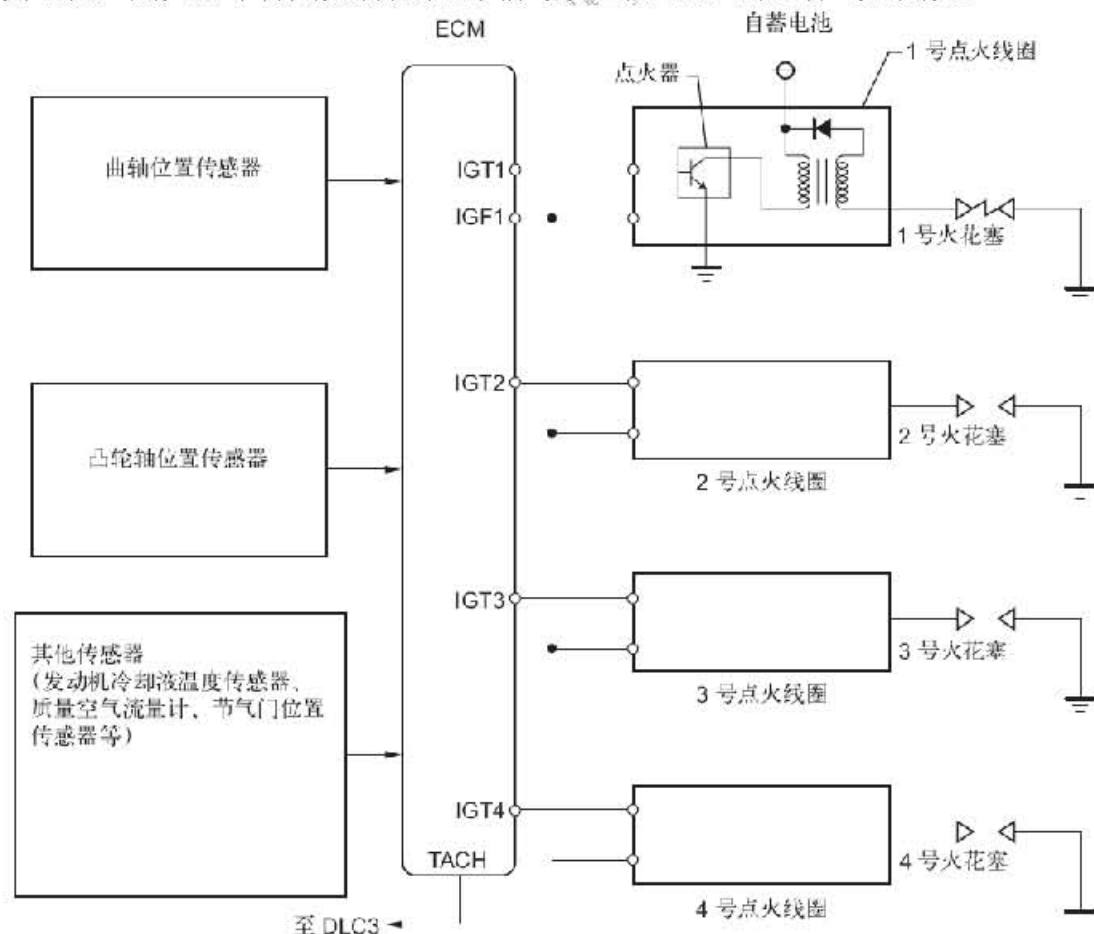 ECM
自蓄电池
1 号点火线圈
点火器
曲轴位置传感器
IGT1
IGF1
1 号火花塞
IGT2
2 号火花塞
凸轮轴位置传感器
2 号点火线圈
IGT3
其他传感器
(发动机冷却液温度传感器、
质量空气流量计、节气门位置
传感器等)
3 号火花塞
3 号点火线圈
IGT4
TACH
4 号火花塞
4 号点火线圈
至 DLC3